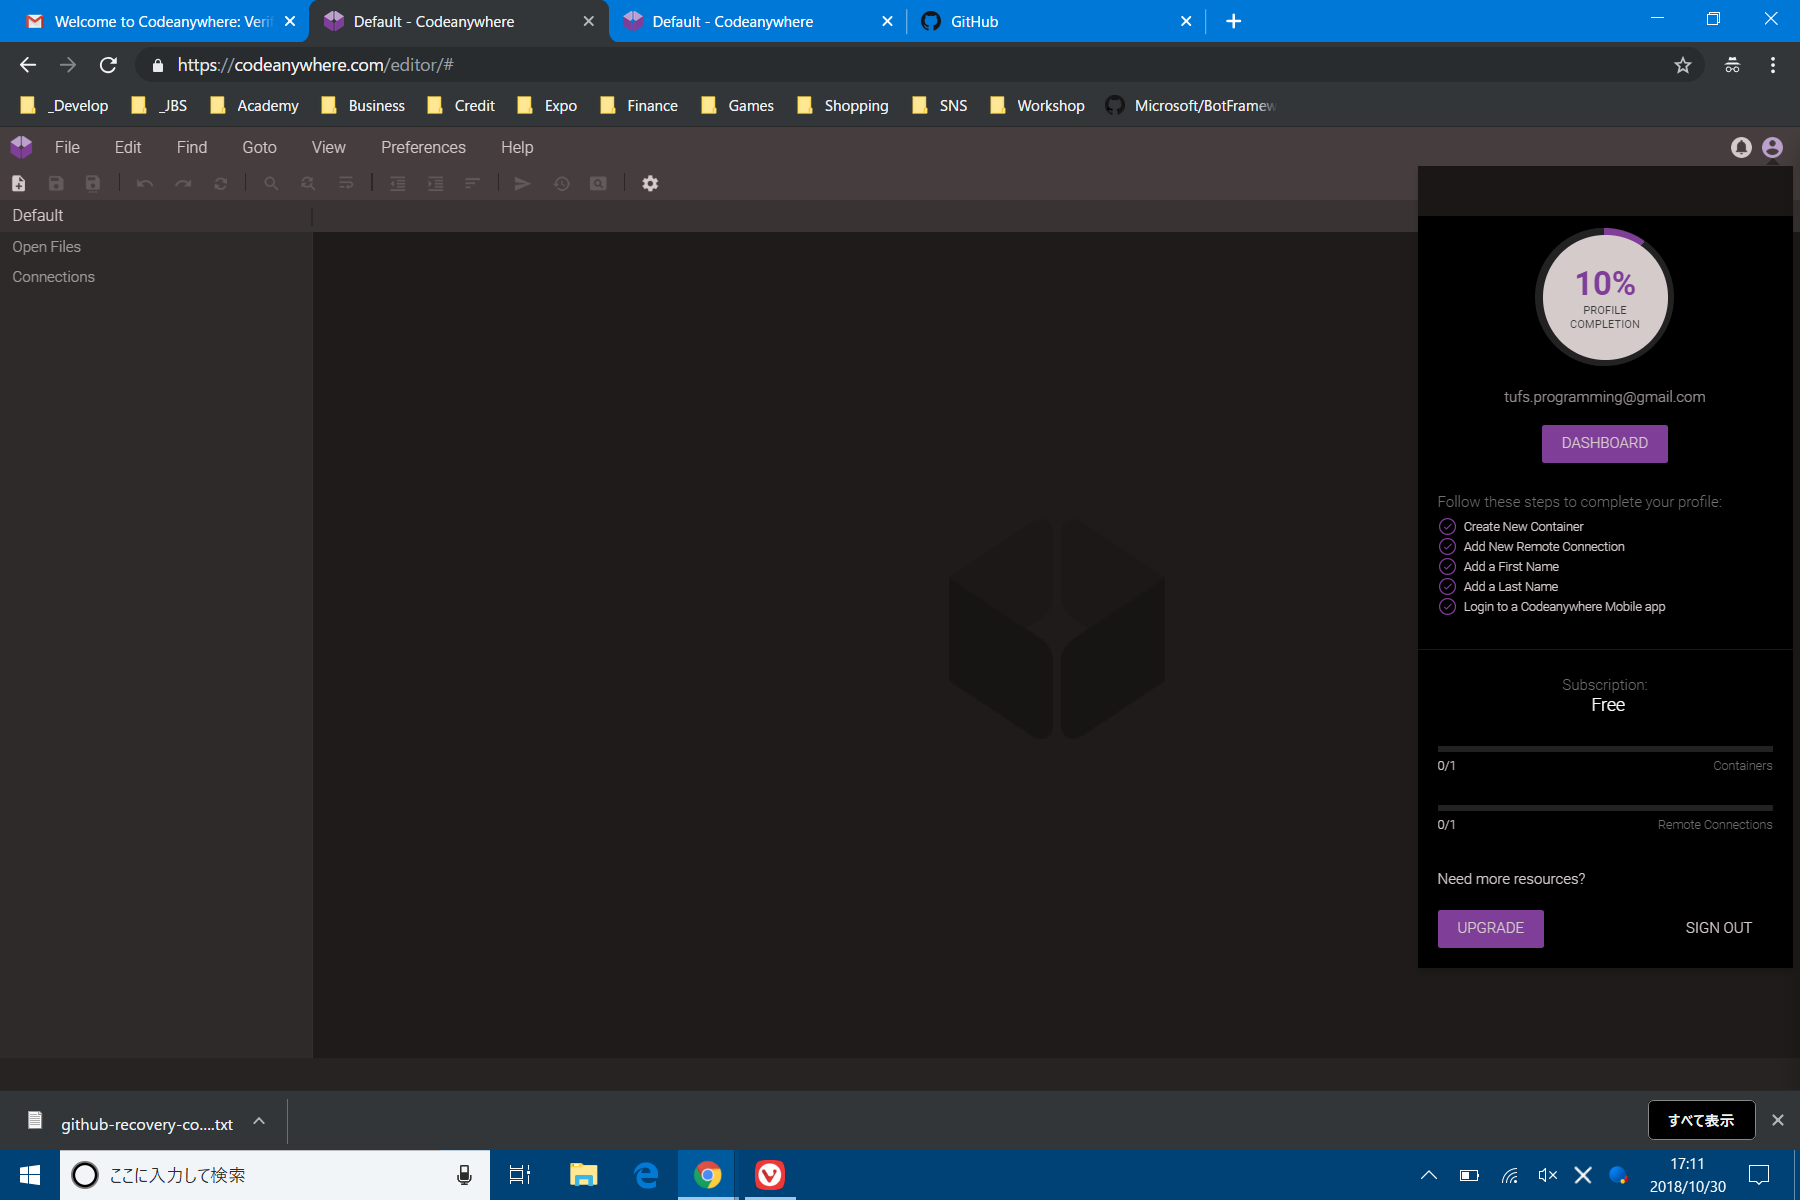 Welcome to Codeanywhere: Veri
Default - Codeanywhere
Default - Codeanywhere
GitHub
https://codeanywhere.com/editor/#
_Develop
_JBS
Academy
Business
Credit
Expo
Finance
Games
Shopping
SNS
Workshop
Microsoft/BotFramew
File
Edit
Find
Goto
View
Preferences
Help
Default
Open Files
Connections
10%
PROFILE
COMPLETION
tufs.programming@gmail.com
DASHBOARD
Follow these steps to complete your profile:
Create New Container
Add New Remote Connection
Add a First Name
Add a Last Name
Login to a Codeanywhere Mobile app
Subscription:
Free
0/1
Containers
0/1
Remote Connections
Need more resources?
UPGRADE
SIGN OUT
github-recovery-co....txt
すべて表示
ここに入力して検索
17:11
2018/10/30